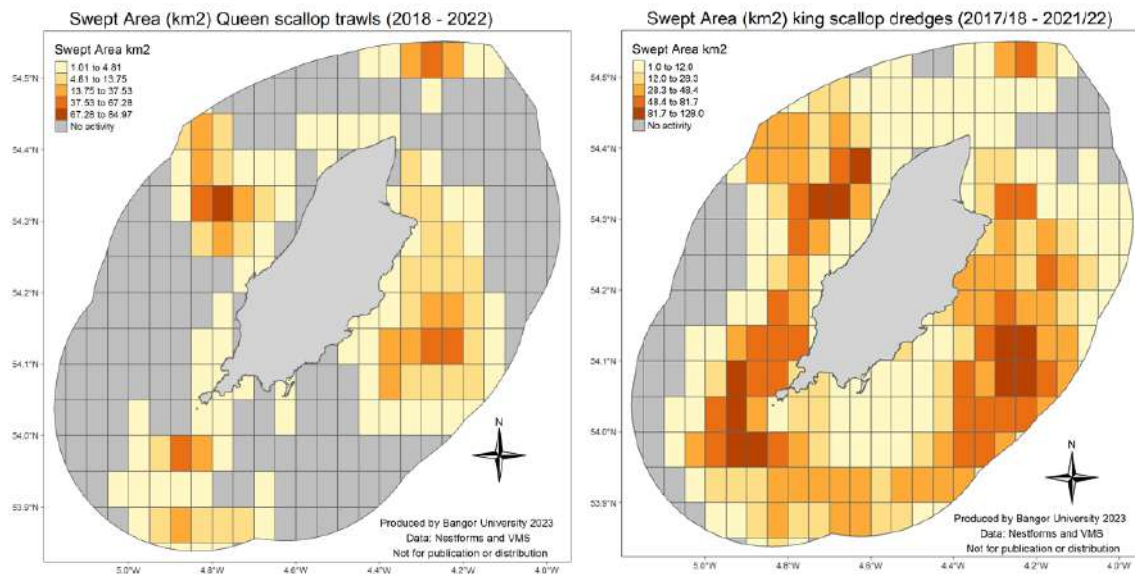 Swept Area (km2) Queen scallop trawls (2018 - 2022)
Swept Area km2
1.01 to 4.81
4.61 to 13.75
13.75 to 37.53
37.53 to 67.28
67.28 to 84.97
No activity
54.5°N
54.4°N
54.3°N
54.2°N
54.1°N
54.0°N
53.9°N
N
Produced by Bangor University 2023
Data: Nestforms and VMS
Not for publication or distribution
5.0°W
4.8°W
4.6°W
4.4°W
4.2°W
4.0°W
Swept Area (km2) king scallop dredges (2017/18 - 2021/22)
Swept Area km2
1.0 to 12.0
12.0 to 28.3
28.3 to 48.4
48.4 to 81.7
81.7 to 129.0
No activity
54.5°N
54.4°N
54.3°N
54.2°N
54.1°N
54.0°N
53.9°N
N
Produced by Bangor University 2023
Data: Nestforms and VMS
Not for publication or distribution
5.0°W
4.8°W
4.6°W
4.4°W
4.2°W
4.0°W